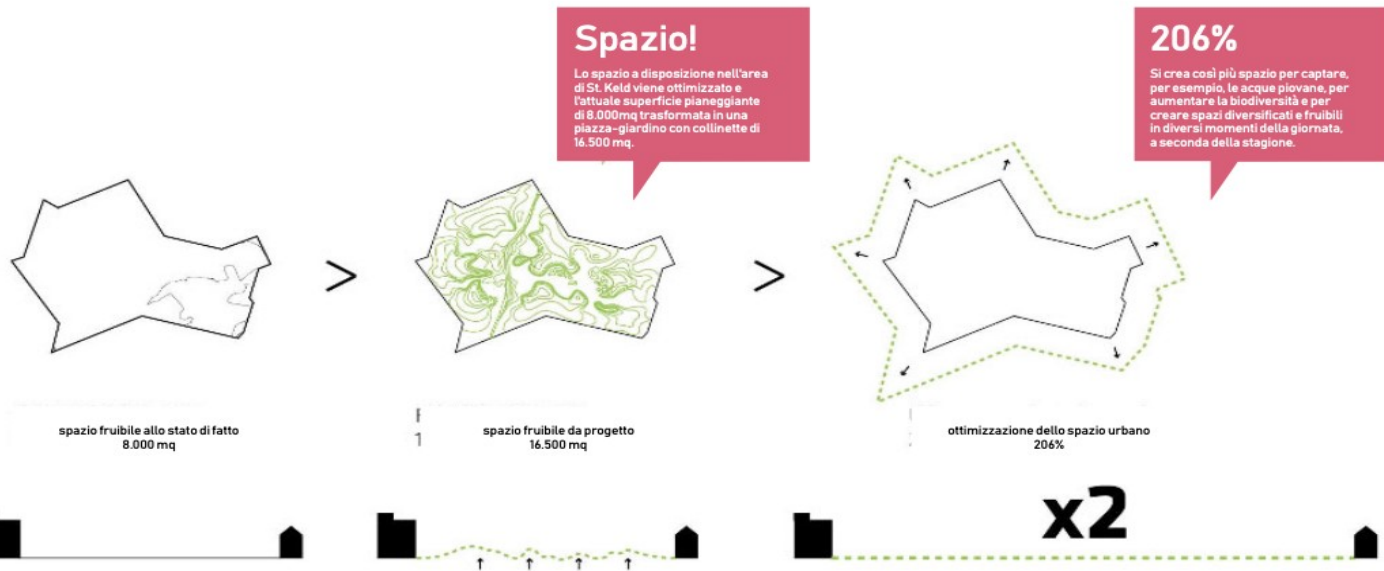 Spazio!
Lo spazio a disposizione nell'area
di St. Keld viene ottimizzato e
l'attuale superficie pianeggiante
di 8.000mq trasformata in una
piazza-giardino con collinette di
16.500 mq.
206%
Si crea così più spazio per captare,
per esempio, le acque piovane, per
aumentare la biodiversità e per
creare spazi diversificati e fruibili
in diversi momenti della giornata,
a seconda della stagione.
>
>
spazio fruibile allo stato di fatto
8.000 mq
spazio fruibile da progetto
16.500 mq
ottimizzazione dello spazio urbano
206%
x2